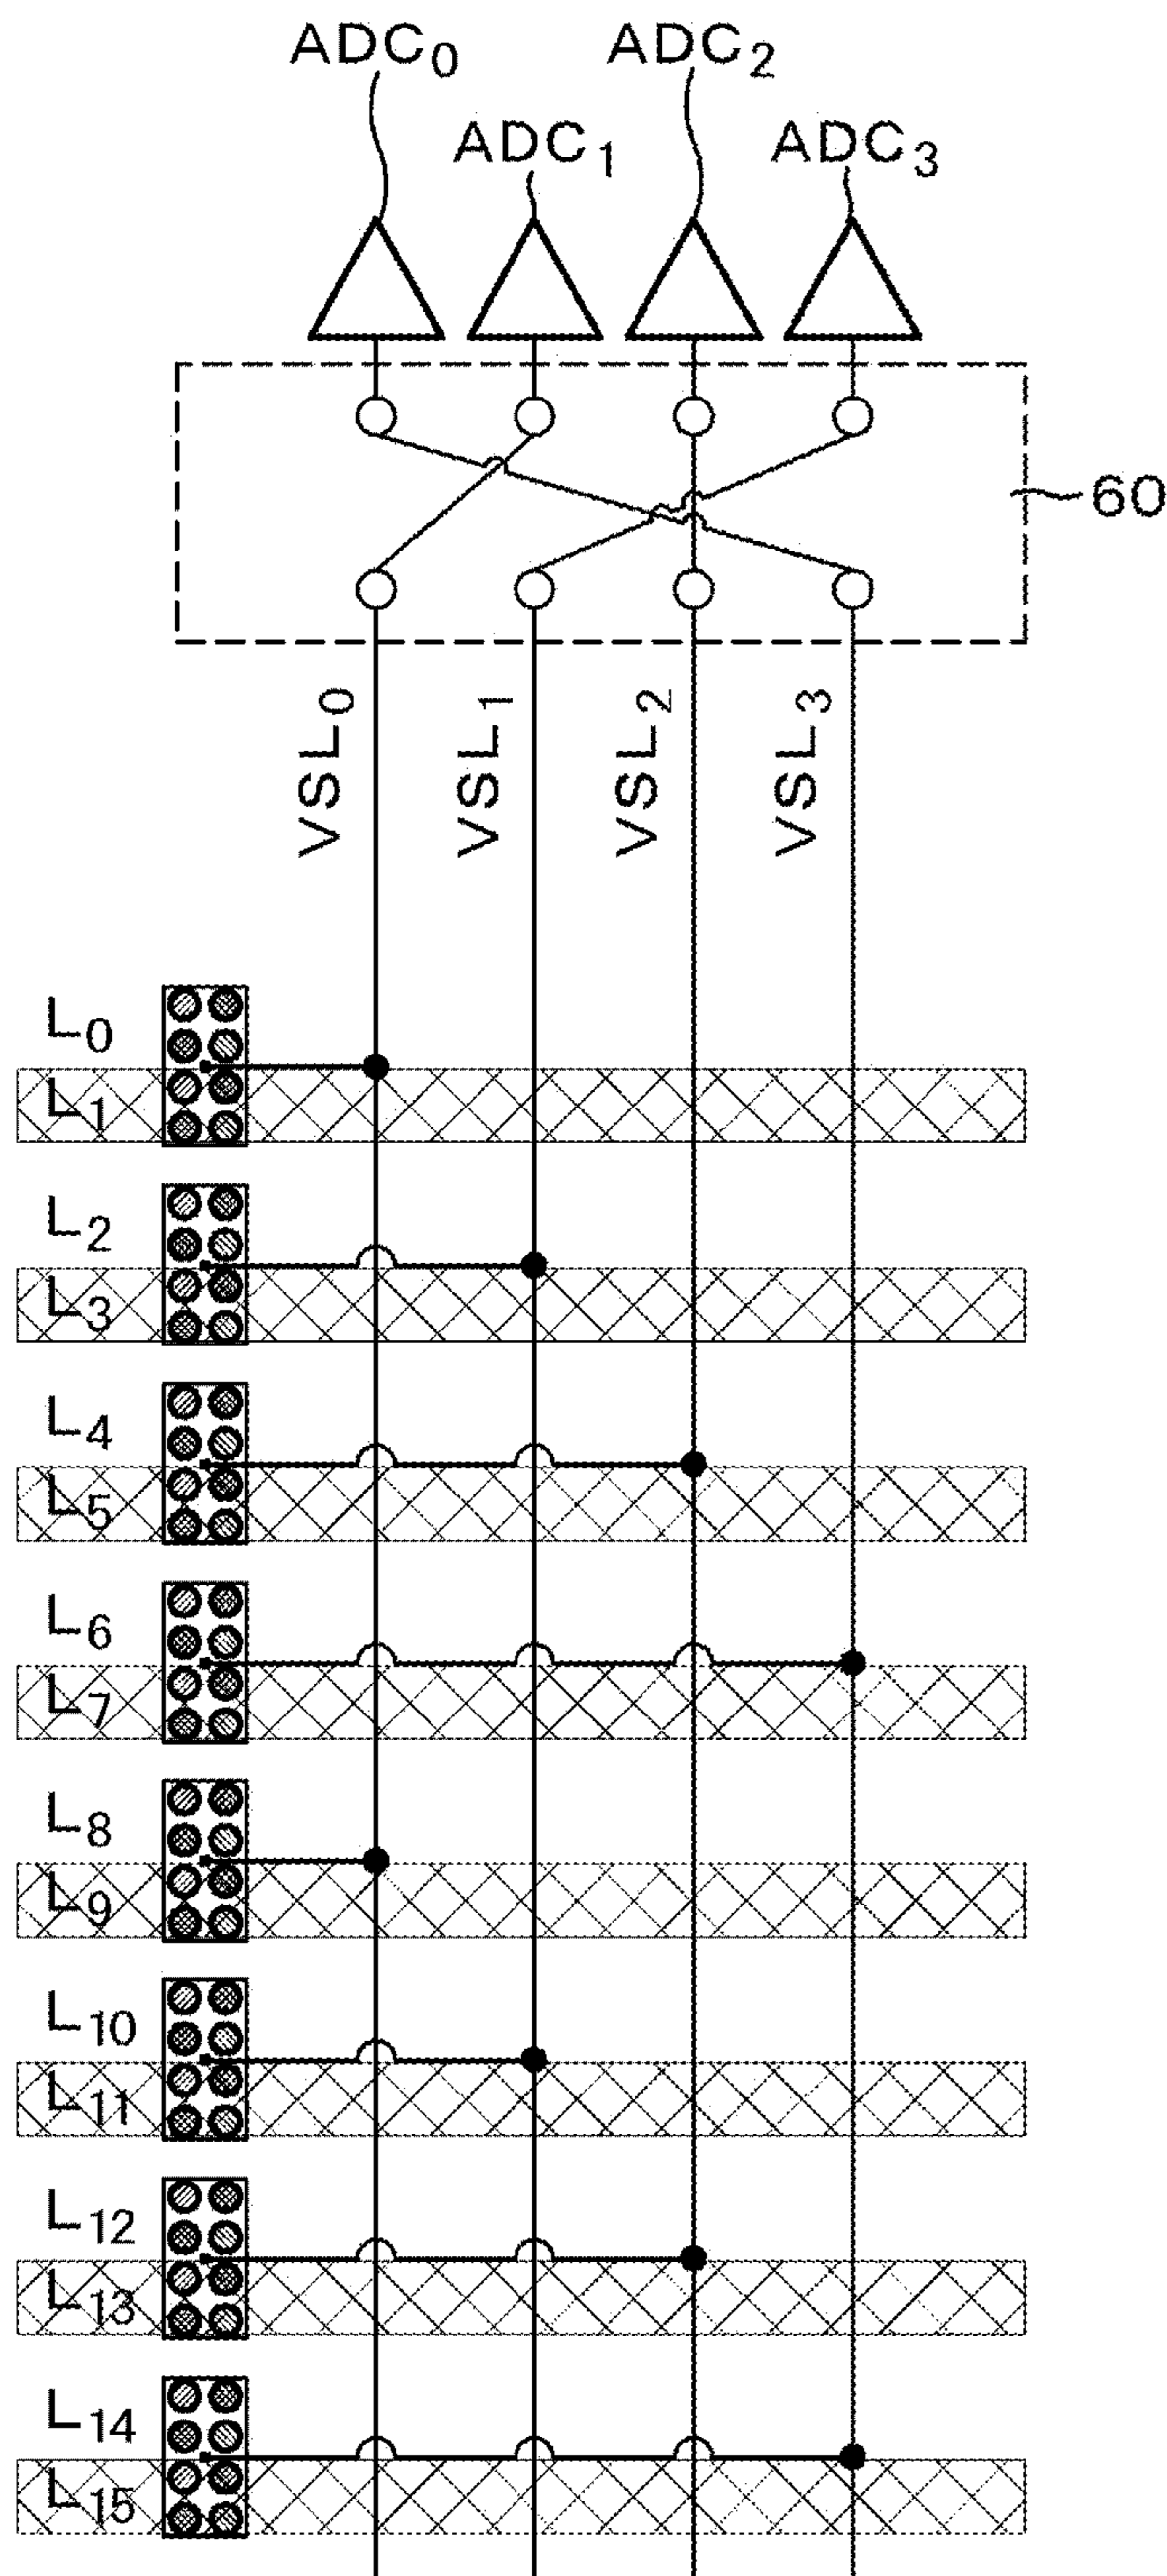 ADC₀ ADC₂
ADC₁ ADC₃
60
VSL₀ VSL₁ VSL₂ VSL₃
L₀
L₁
L₂
L₃
L₄
L₅
L₆
L₇
L₈
L₉
L₁₀
L₁₁
L₁₂
L₁₃
L₁₄
L₁₅